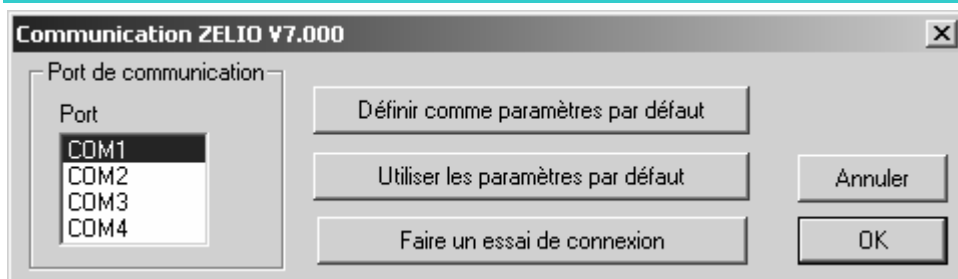 Communication ZELIO V7.000
Port de communication
Port
COM1
COM2
COM3
COM4
Définir comme paramètres par défaut
Utiliser les paramètres par défaut
Faire un essai de connexion
Annuler
OK